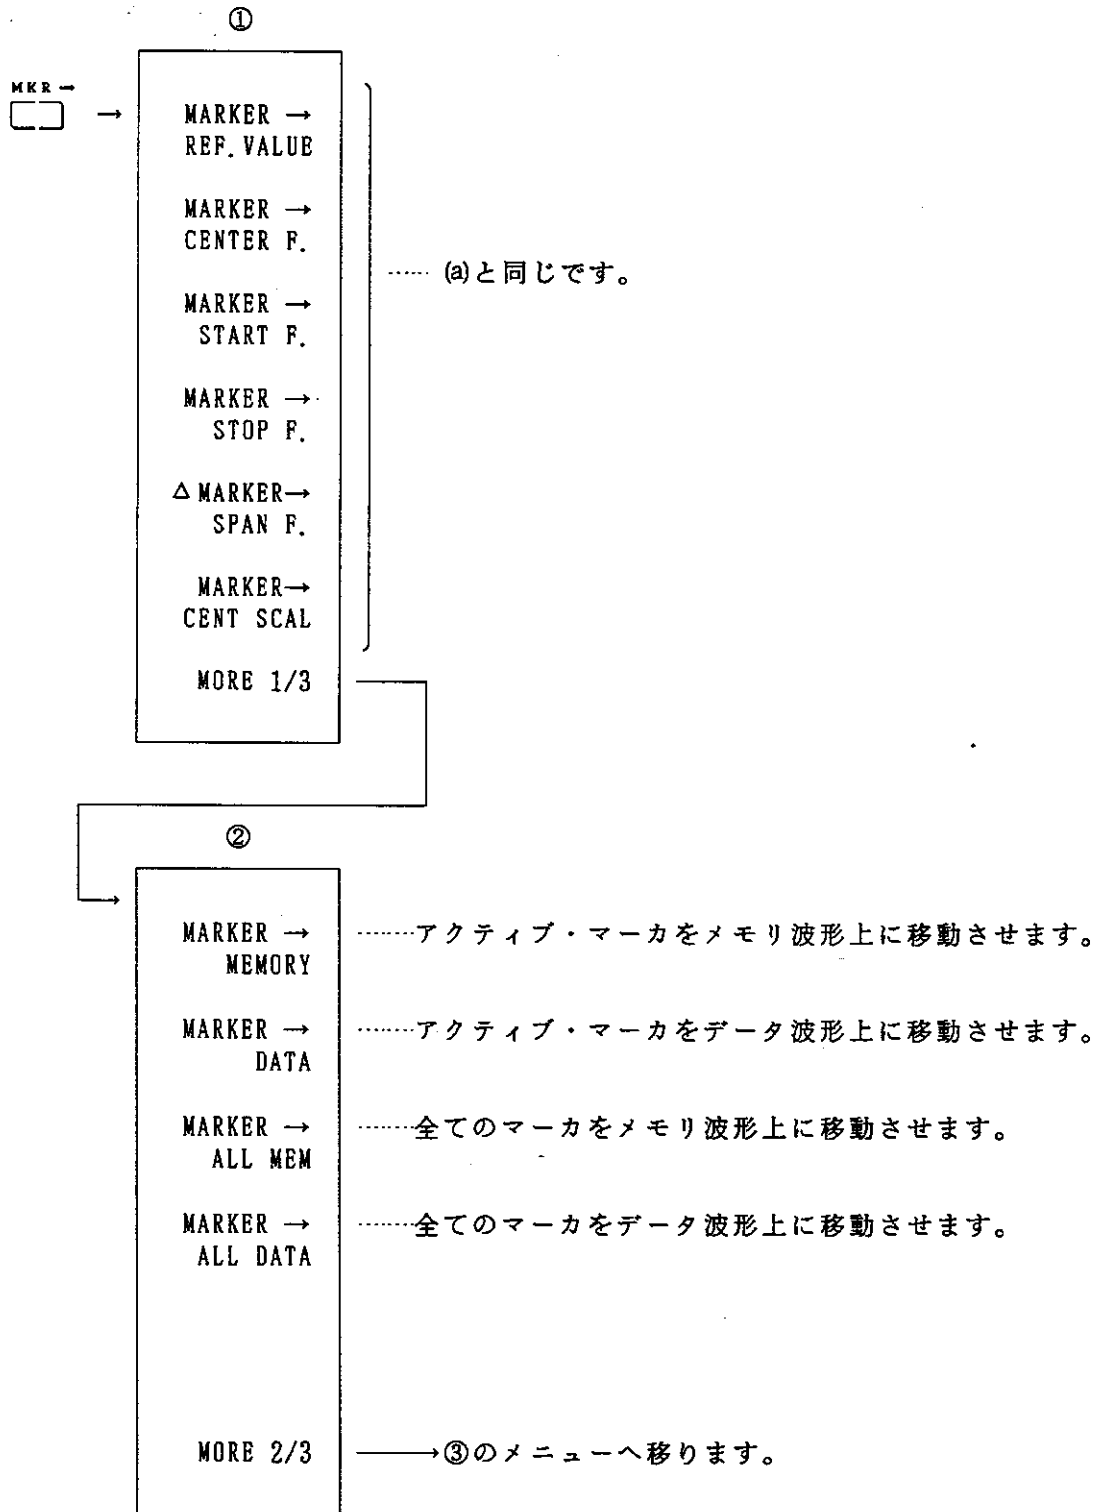 ①
MKR→
→
MARKER →
REF.VALUE
MARKER →
CENTER F.
MARKER →
START F.
MARKER →
STOP F.
△MARKER→
SPAN F.
MARKER→
CENT SCAL
MORE 1/3
…… (a)と同じです。
②
MARKER →
MEMORY
……アクティブ・マーカをメモリ波形上に移動させます。
MARKER →
DATA
……アクティブ・マーカをデータ波形上に移動させます。
MARKER →
ALL MEM
……全てのマーカをメモリ波形上に移動させます。
MARKER →
ALL DATA
……全てのマーカをデータ波形上に移動させます。
MORE 2/3
→③のメニューへ移ります。